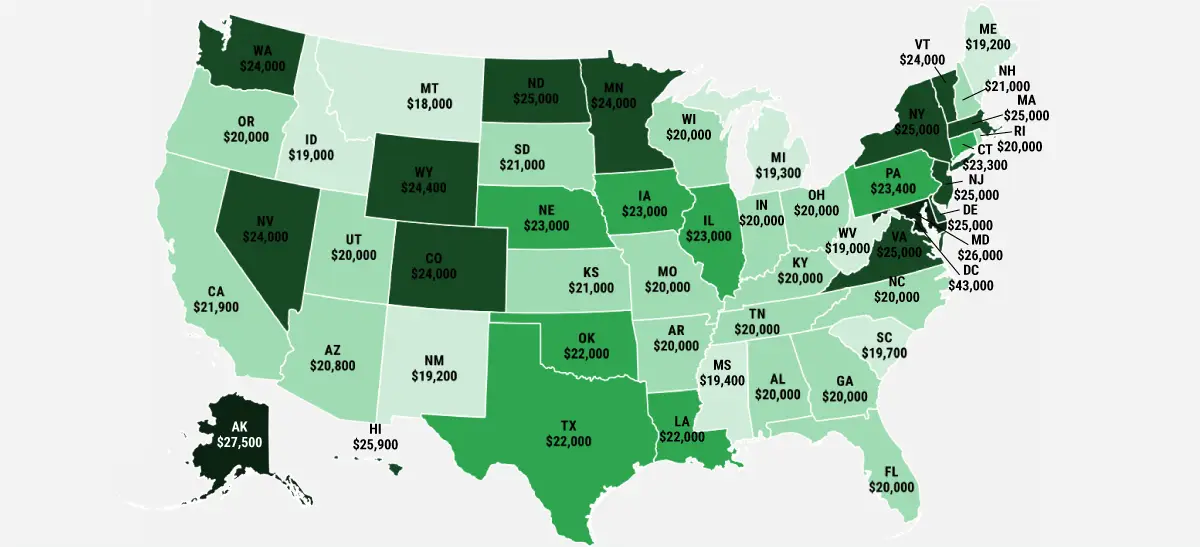 WA
$24,000
OR
$20,000
CA
$21,900
NV
$24,000
ID
$19,000
MT
$18,000
WY
$24,400
UT
$20,000
CO
$24,000
AZ
$20,800
NM
$19,200
AK
$27,500
HI
$25,900
ND
$25,000
SD
$21,000
NE
$23,000
KS
$21,000
OK
$22,000
TX
$22,000
MN
$24,000
IA
$23,000
MO
$20,000
AR
$20,000
LA
$22,000
WI
$20,000
IL
$23,000
MI
$19,300
IN
$20,000
OH
$20,000
KY
$20,000
TN
$20,000
MS
$19,400
AL
$20,000
GA
$20,000
FL
$20,000
SC
$19,700
NC
$20,000
VA
$25,000
WV
$19,000
PA
$23,400
NY
$25,000
VT
$24,000
ME
$19,200
NH
$21,000
MA
$25,000
RI
$20,000
CT
$23,300
NJ
$25,000
DE
$25,000
MD
$26,000
DC
$43,000